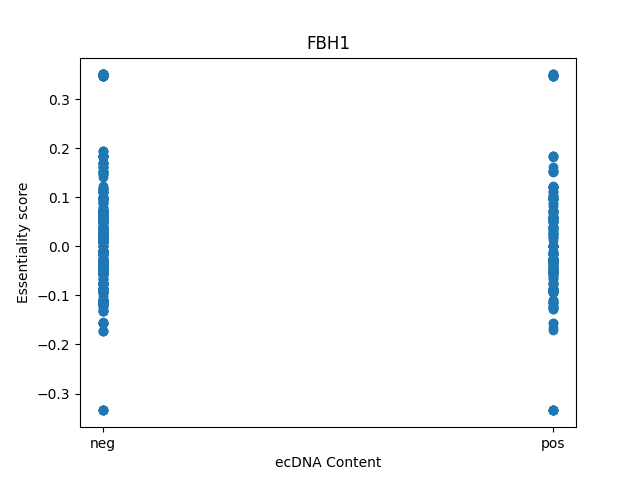 FBH1
Essentiality score
0.3
0.2
0.1
0.0
−0.1
−0.2
−0.3
neg
pos
ecDNA Content